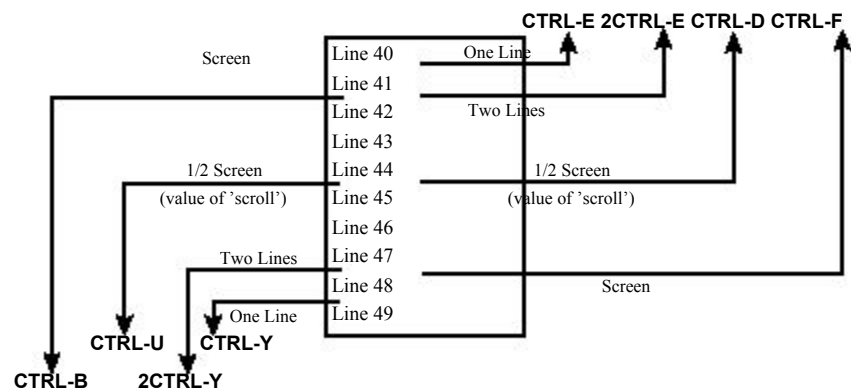 CTRL-E 2CTRL-E CTRL-D CTRL-F
Screen
Line 40
One Line
Line 41
Two Lines
Line 42
Line 43
Line 44
1/2 Screen
1/2 Screen
(value of ’scroll’)
Line 45
(value of ’scroll’)
Line 46
Line 47
Two Lines
Line 48
Screen
Line 49
One Line
CTRL-U
CTRL-Y
CTRL-B
2CTRL-Y